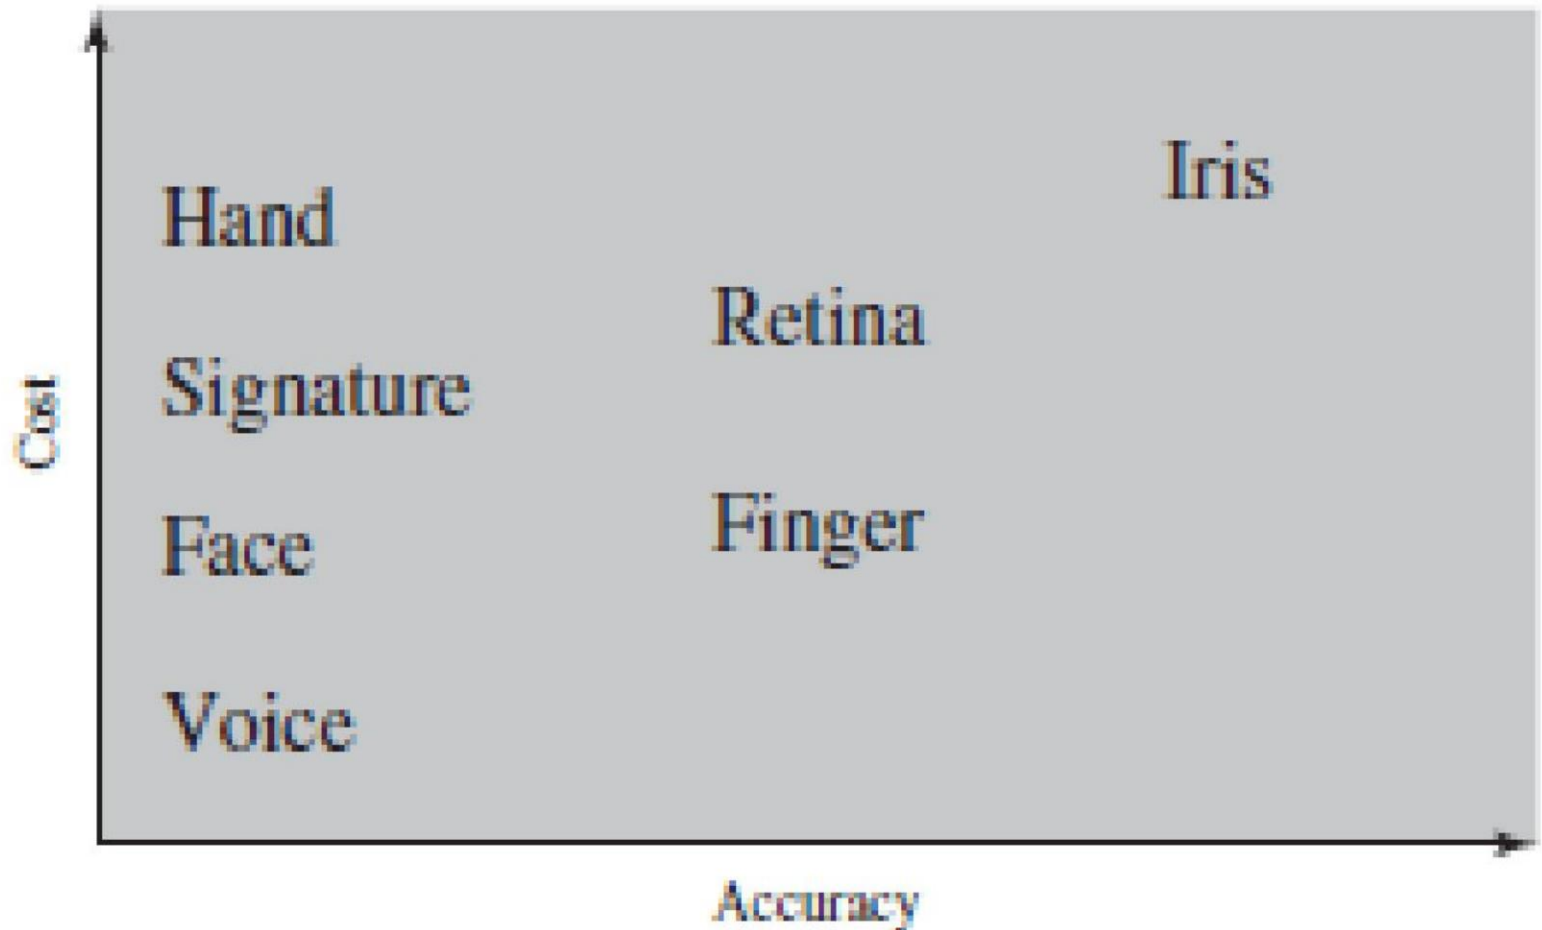 Iris
Hand
Retina
Signature
Cost
Finger
Face
Voice
Accuracy